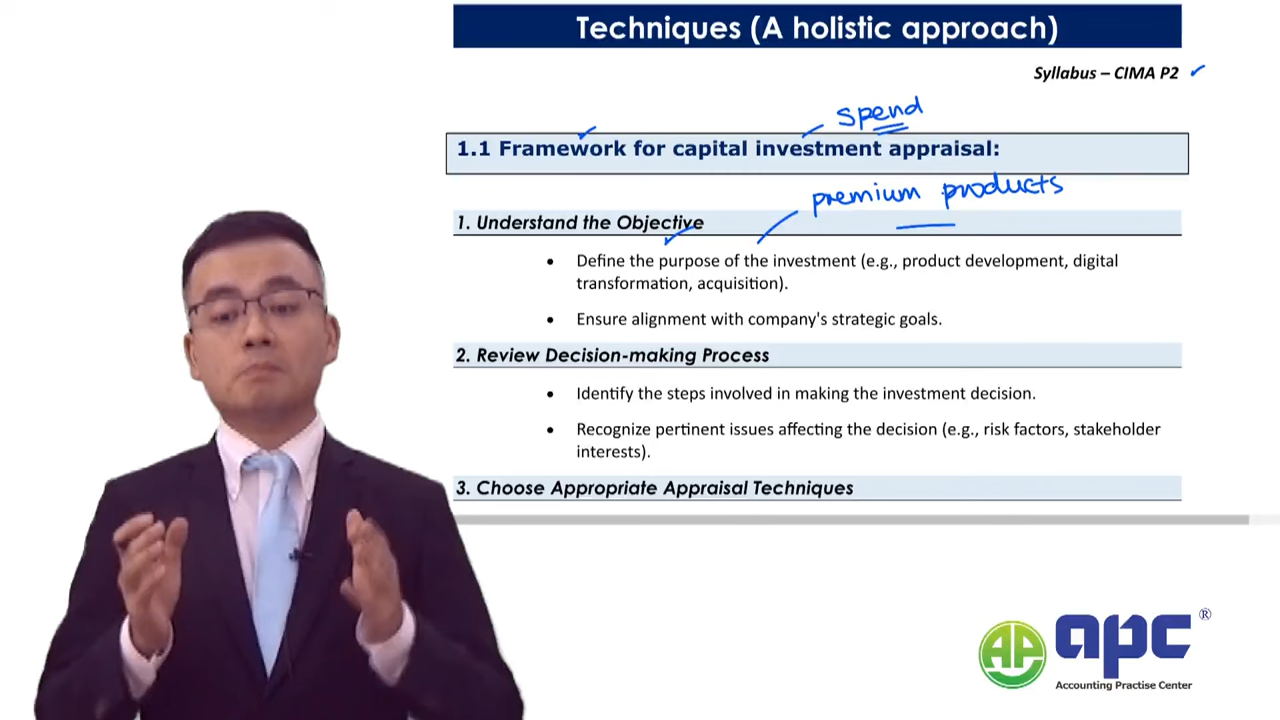 Techniques (A holistic approach)
Syllabus – CIMA P2
spend
1.1 Framework for capital investment appraisal:
premium products
1. Understand the Objective
• Define the purpose of the investment (e.g., product development, digital
transformation, acquisition).
• Ensure alignment with company's strategic goals.
2. Review Decision-making Process
• Identify the steps involved in making the investment decision.
• Recognize pertinent issues affecting the decision (e.g., risk factors, stakeholder
interests).
3. Choose Appropriate Appraisal Techniques
AP apc ®
Accounting Practise Center